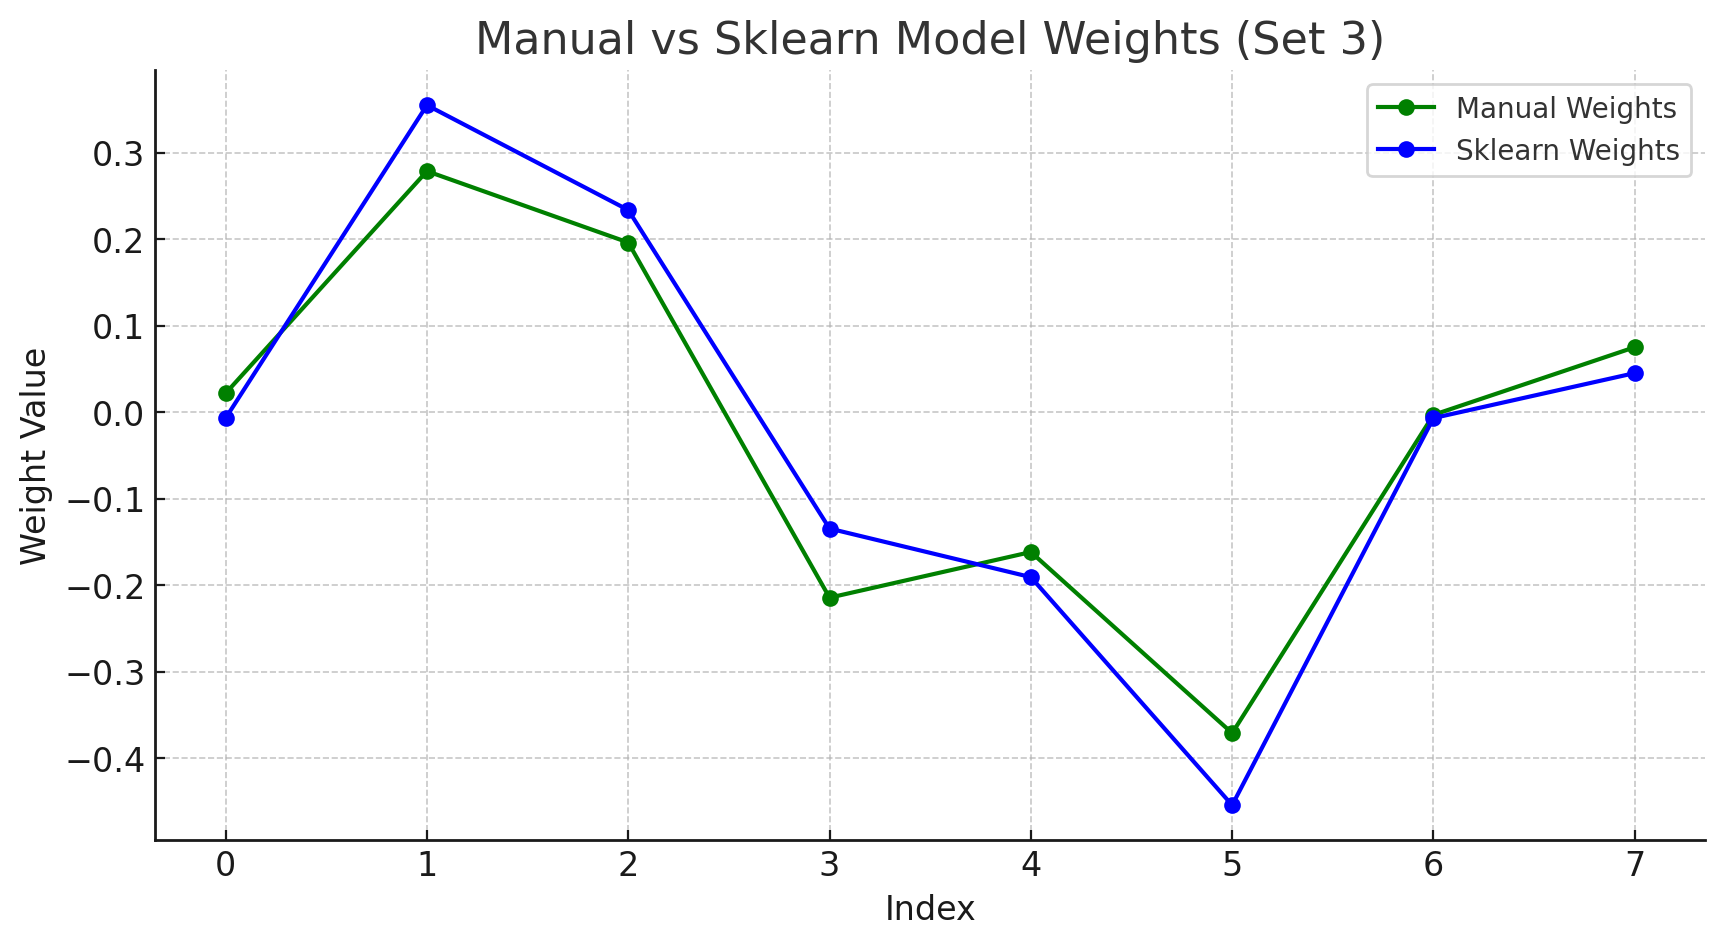 Manual vs Sklearn Model Weights (Set 3)
Manual Weights
Sklearn Weights
Weight Value
0.3
0.2
0.1
0.0
−0.1
−0.2
−0.3
−0.4
0 1 2 3 4 5 6 7
Index